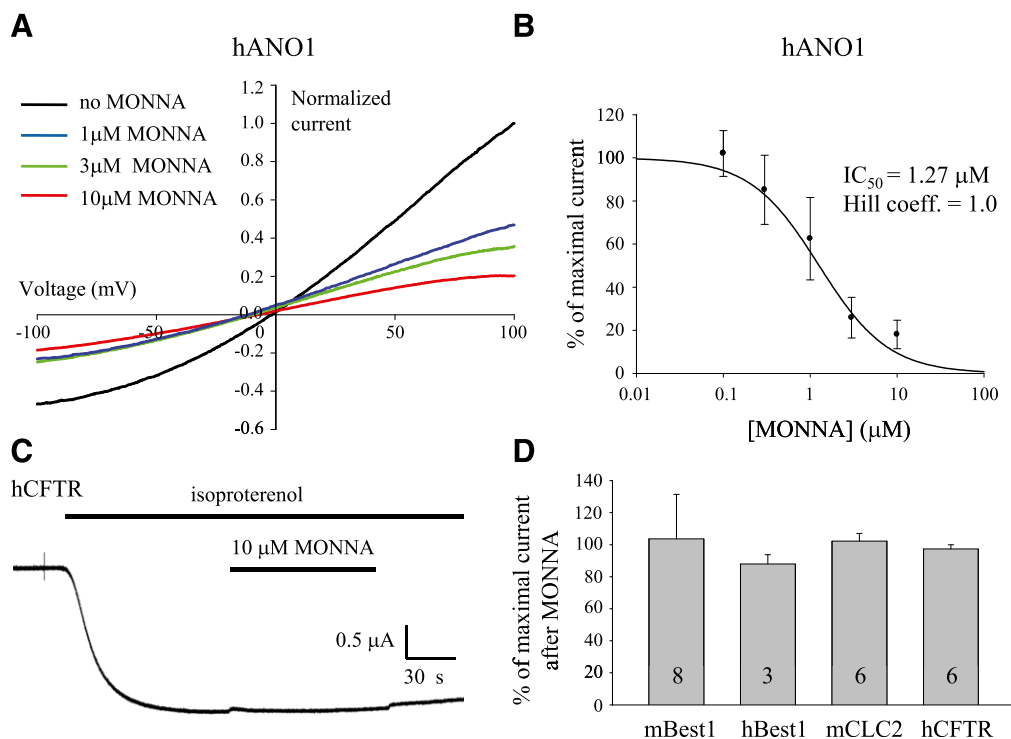 A
hANO1
no MONNA
1µM MONNA
3µM MONNA
10µM MONNA
Normalized
current
1.2
1.0
0.8
0.6
0.4
0.2
0.0
-0.2
-0.4
-0.6
Voltage (mV)
-100
-50
0
50
100
B
hANO1
% of maximal current
120
100
80
60
40
20
0
IC50 = 1.27 µM
Hill coeff. = 1.0
0.01
0.1
1
10
100
[MONNA] (µM)
C
hCFTR
isoproterenol
10 µM MONNA
0.5 µA
30 s
D
% of maximal current
after MONNA
140
120
100
80
60
40
20
0
8
3
6
6
mBest1
hBest1
mCLC2
hCFTR